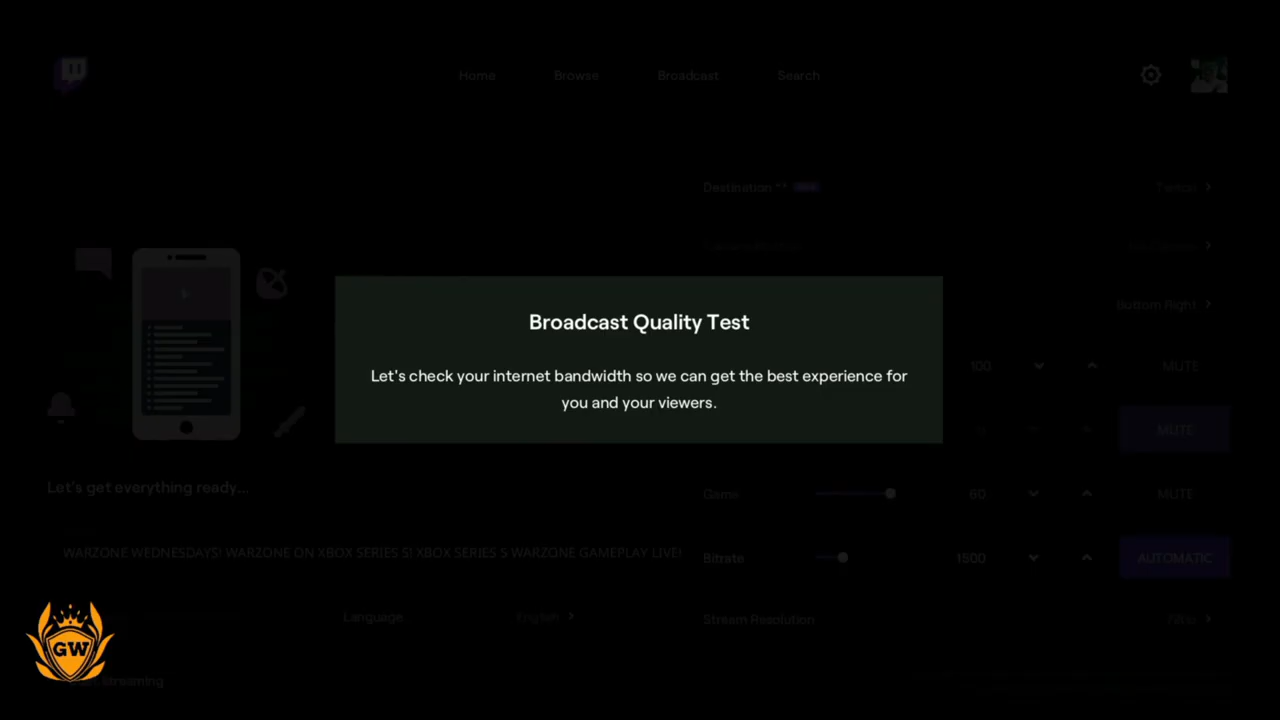 Home Browse Broadcast Search
Destination **
Bottom Right
100 MUTE
Broadcast Quality Test
Let's check your internet bandwidth so we can get the best experience for
you and your viewers.
MUTE
Let's get everything ready...
Game 60 MUTE
WARZONE WEDNESDAYS! WARZONE ON XBOX SERIES S! XBOX SERIES S WARZONE GAMEPLAY LIVE!
Bitrate 1500 AUTOMATIC
Language English
Stream Resolution
GW
streaming